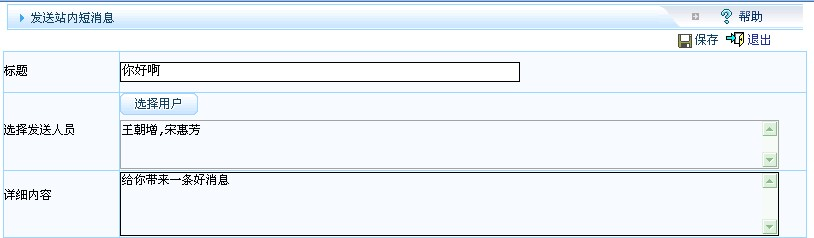 发送站内短消息
帮助
保存 退出
标题 你好啊
选择用户
选择发送人员 王朝增,宋惠芳
详细内容 给你带来一条好消息